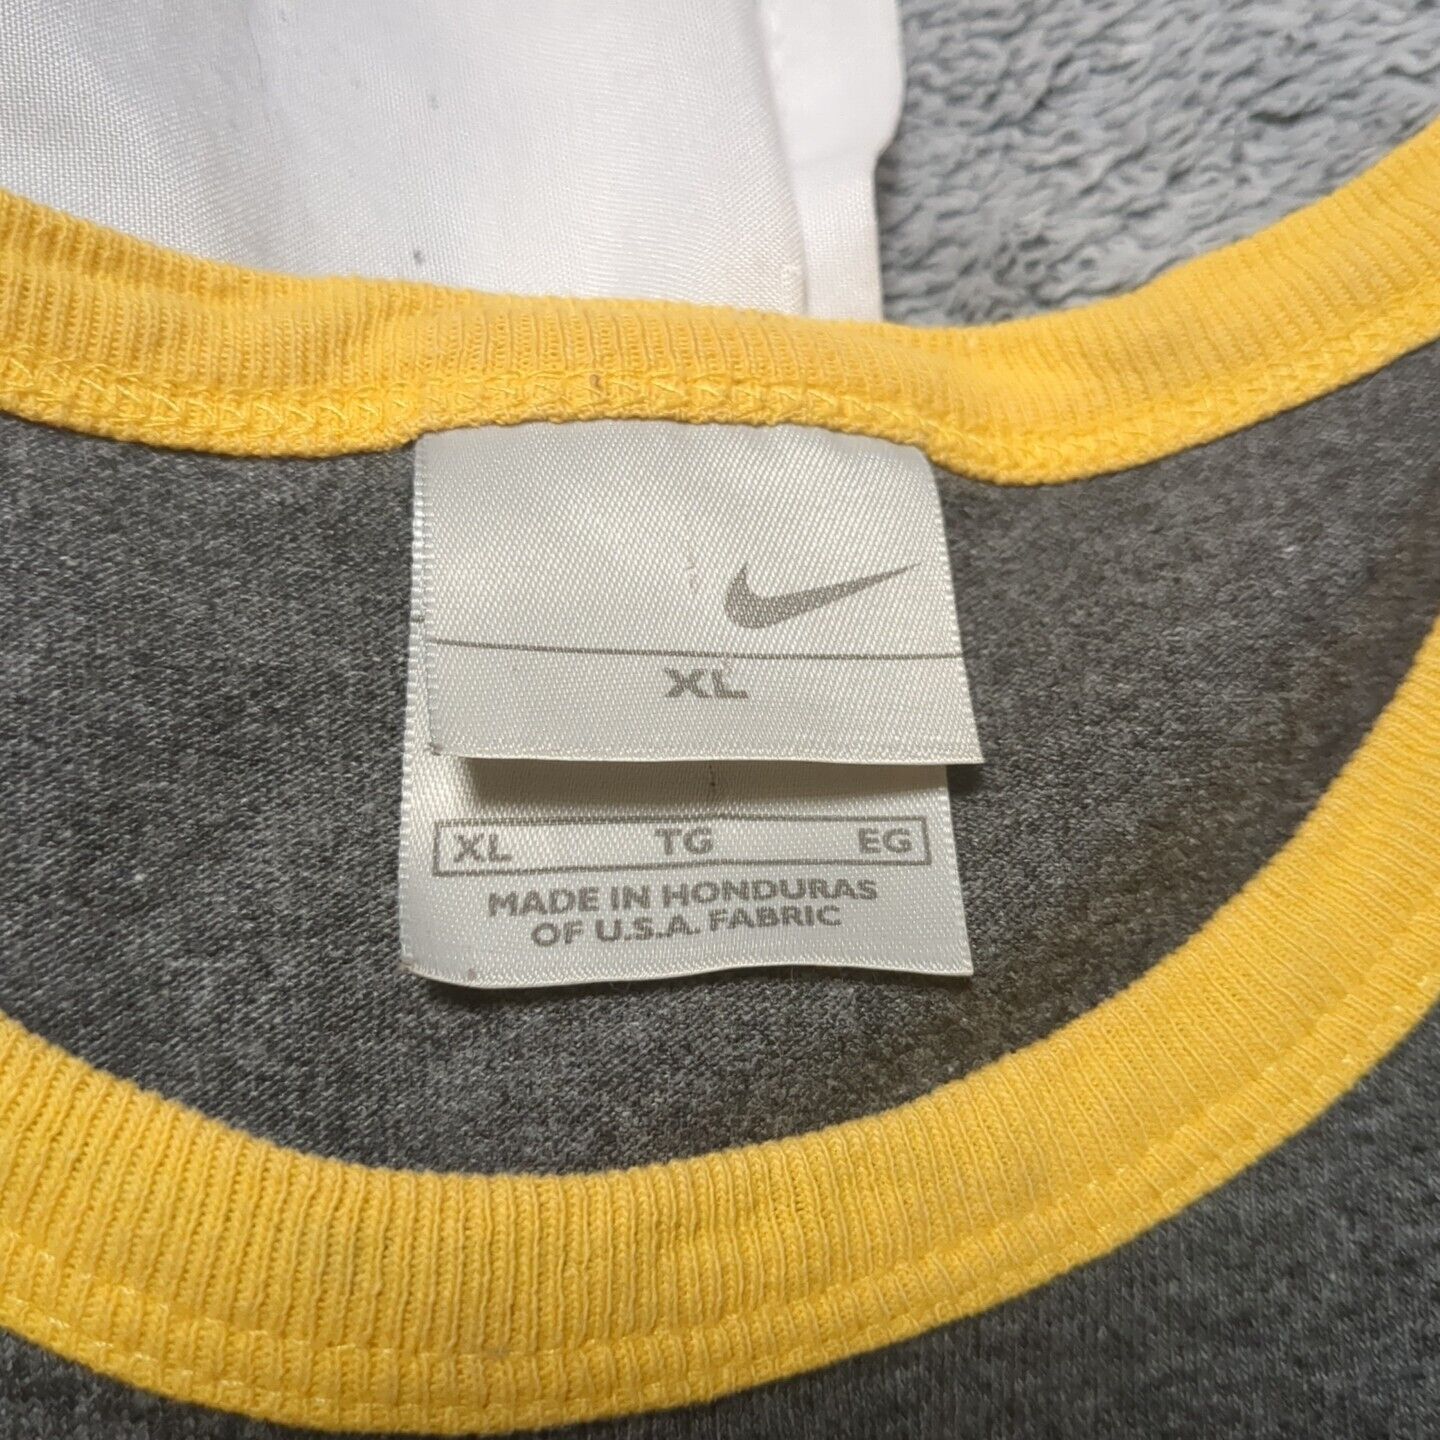 XL
XL TG EG
MADE IN HONDURAS
OF U.S.A. FABRIC